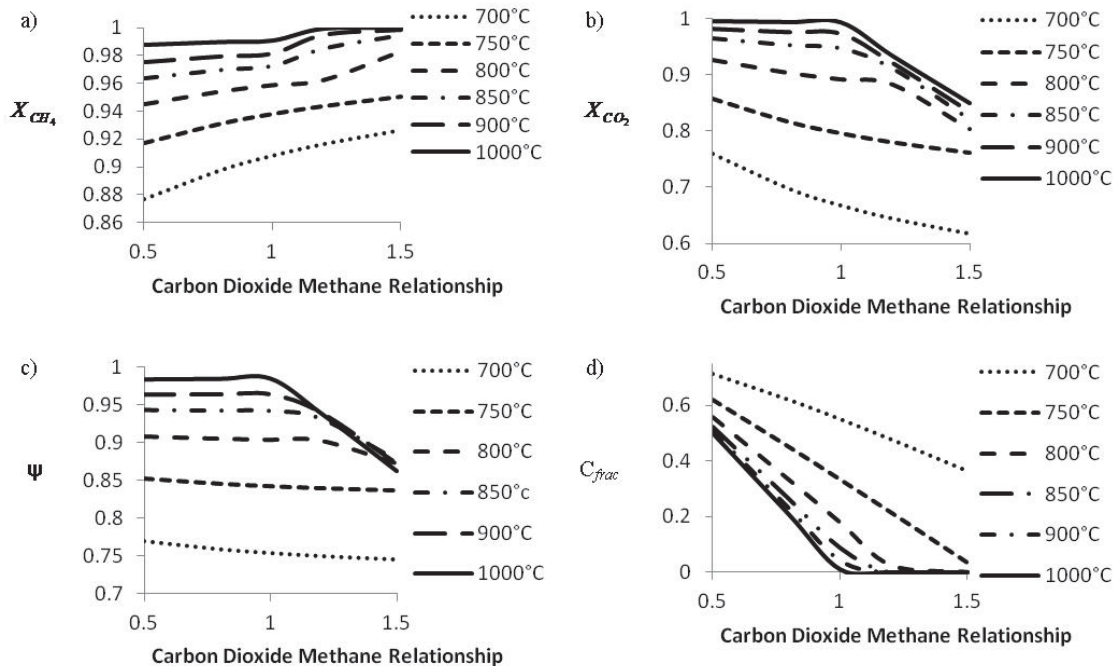 a)
1
0.98
0.96
0.94
0.92
0.9
0.88
0.86
X CH4
0.5 1 1.5
Carbon Dioxide Methane Relationship
700°C
750°C
800°C
850°C
900°C
1000°C
b)
1
0.9
0.8
0.7
0.6
X CO2
0.5 1 1.5
Carbon Dioxide Methane Relationship
700°C
750°C
800°C
850°C
900°C
1000°C
c)
1
0.95
0.9
0.85
0.8
0.75
0.7
Ψ
0.5 1 1.5
Carbon Dioxide Methane Relationship
700°C
750°C
800°C
850°c
900°C
1000°C
d)
0.6
0.4
0.2
0
Cfrac
0.5 1 1.5
Carbon Dioxide Methane Relationship
700°C
750°C
800°C
850°C
900°C
1000°C